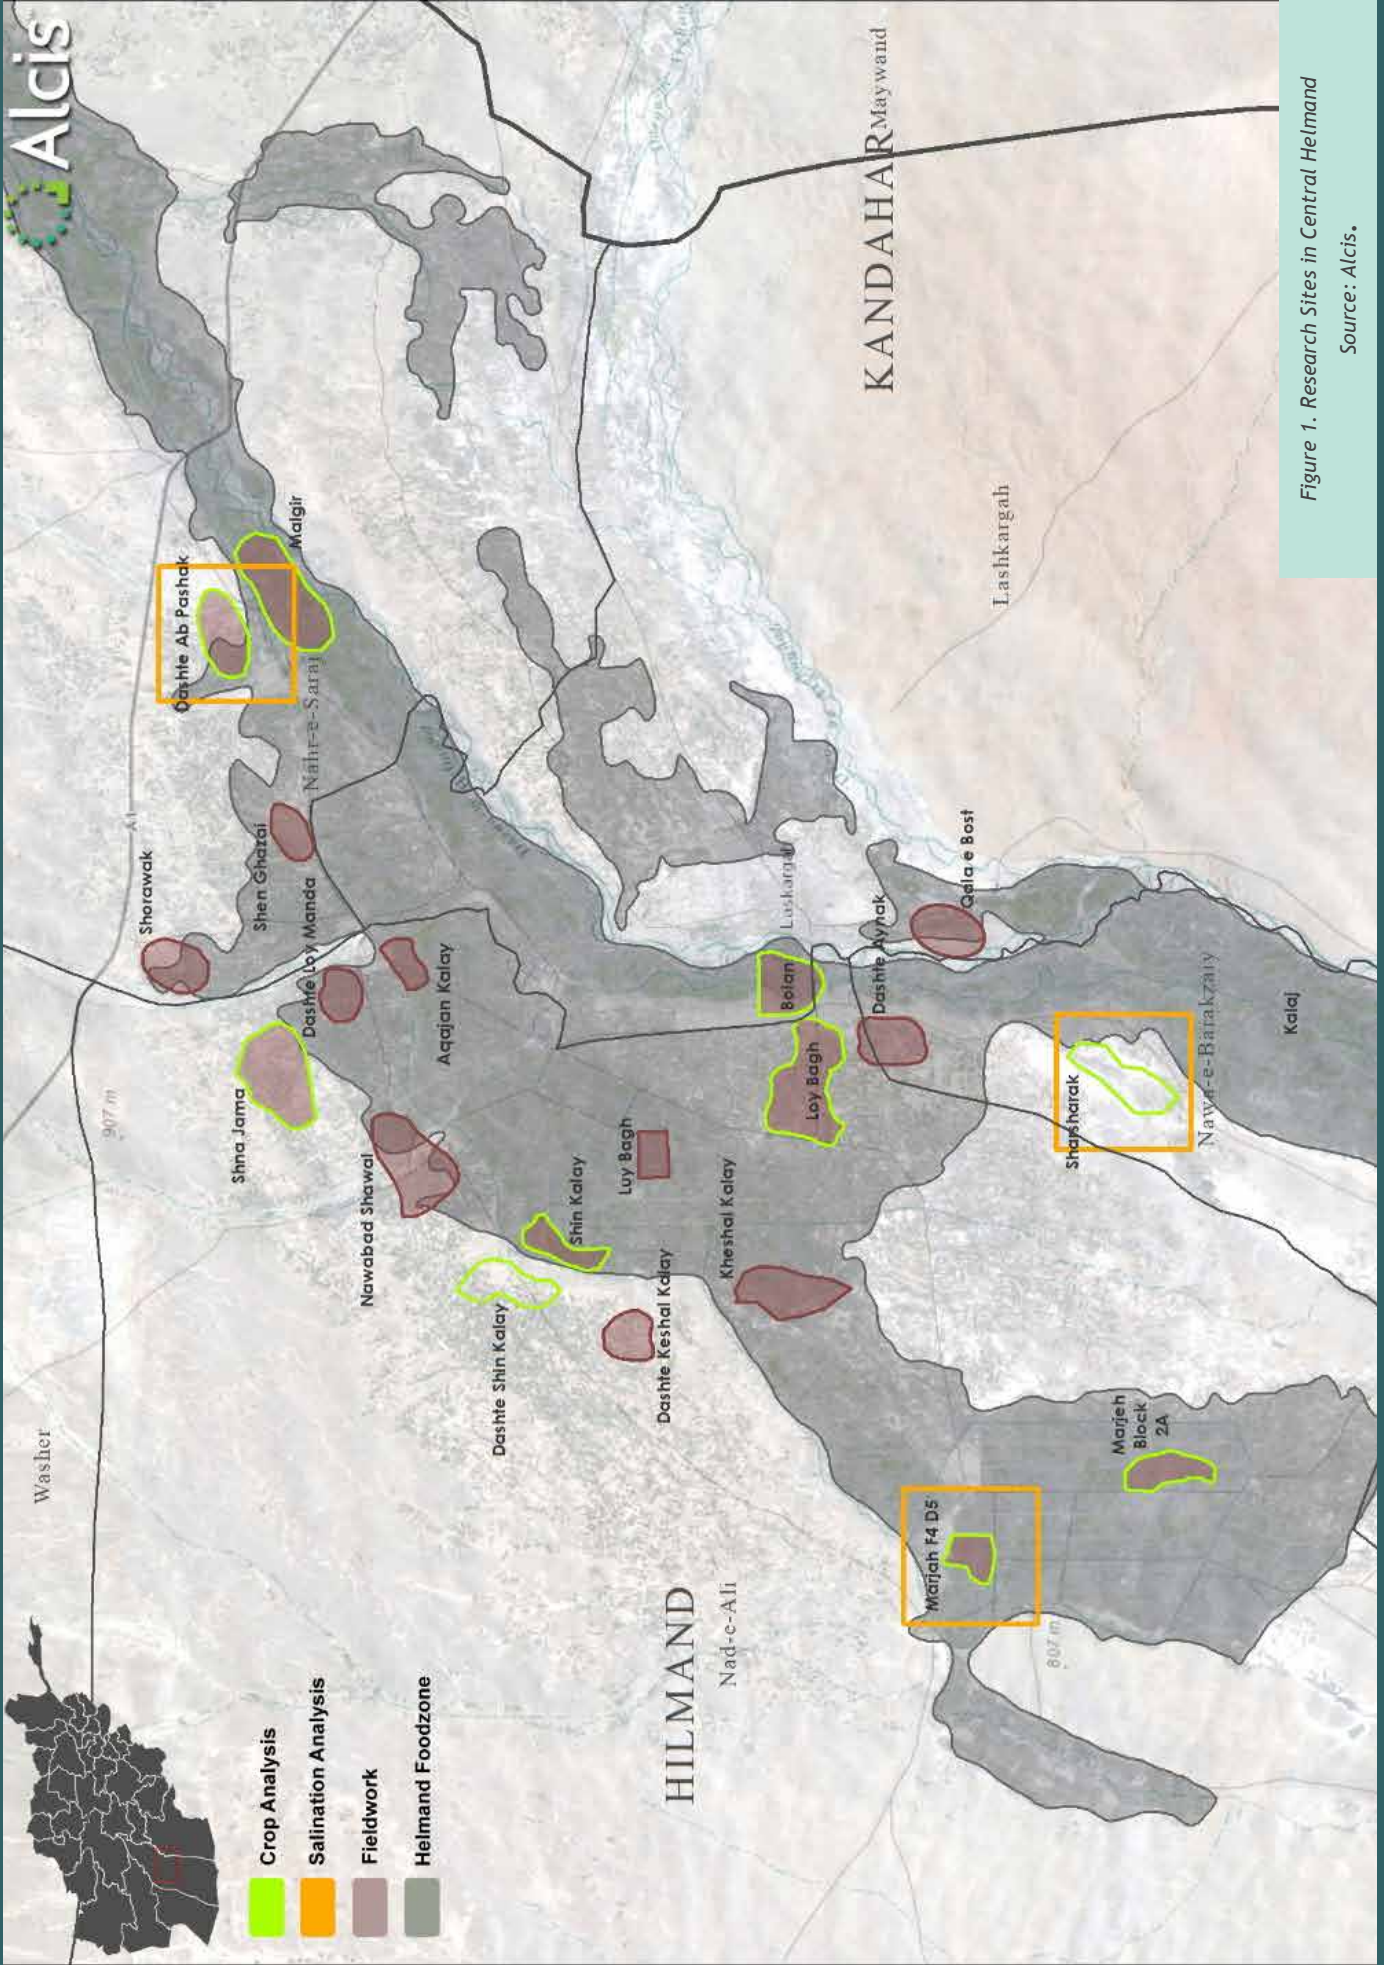 Alcis
Washer
Crop Analysis
Salination Analysis
Fieldwork
Helmand Foodzone
907 m
A1
Shorawak
Dashte Ab Pashak
Malgir
Nahr-e-Saraj
Shen Ghazai
Dashte Loy Manda
Shna Jama
Aqajan Kalay
Nawabad Shawal
Shin Kalay
Dashte Shin Kalay
Luy Bagh
Dashte Keshal Kalay
Kheshal Kalay
HILMAND
Nad-e-Ali
Bolan
Laskargah
Loy Bagh
Dashte Aynak
Qala e Bost
KANDAHAR
Maywand
Lashkargah
Marjah F4 D5
807 m
Marjeh
Block
2A
Sharsharak
Nawa-e-Barakzaiy
Kalaj
Figure 1. Research Sites in Central Helmand
Source: Alcis.